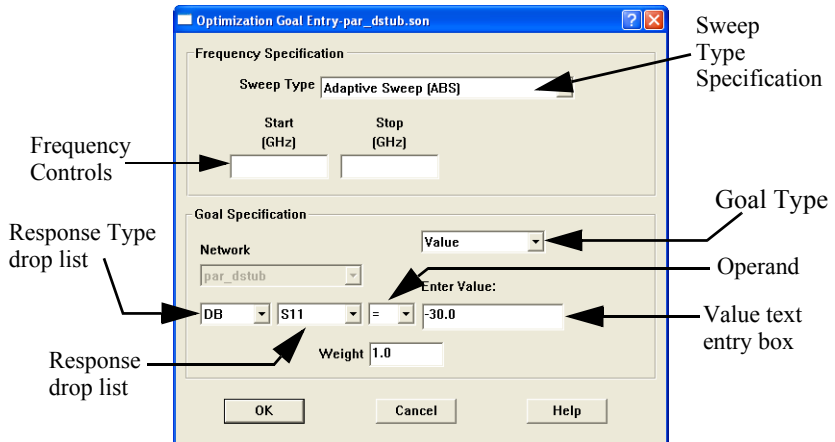 Optimization Goal Entry-par_dstub.son
Sweep
Type
Specification
Frequency Specification
Sweep Type Adaptive Sweep (ABS)
Start
(GHz)
Stop
(GHz)
Frequency
Controls
Goal Specification
Goal Type
Response Type
drop list
Network
Value
par_dstub
Operand
Enter Value:
DB S11 = -30.0
Value text
entry box
Response
drop list
Weight 1.0
OK Cancel Help